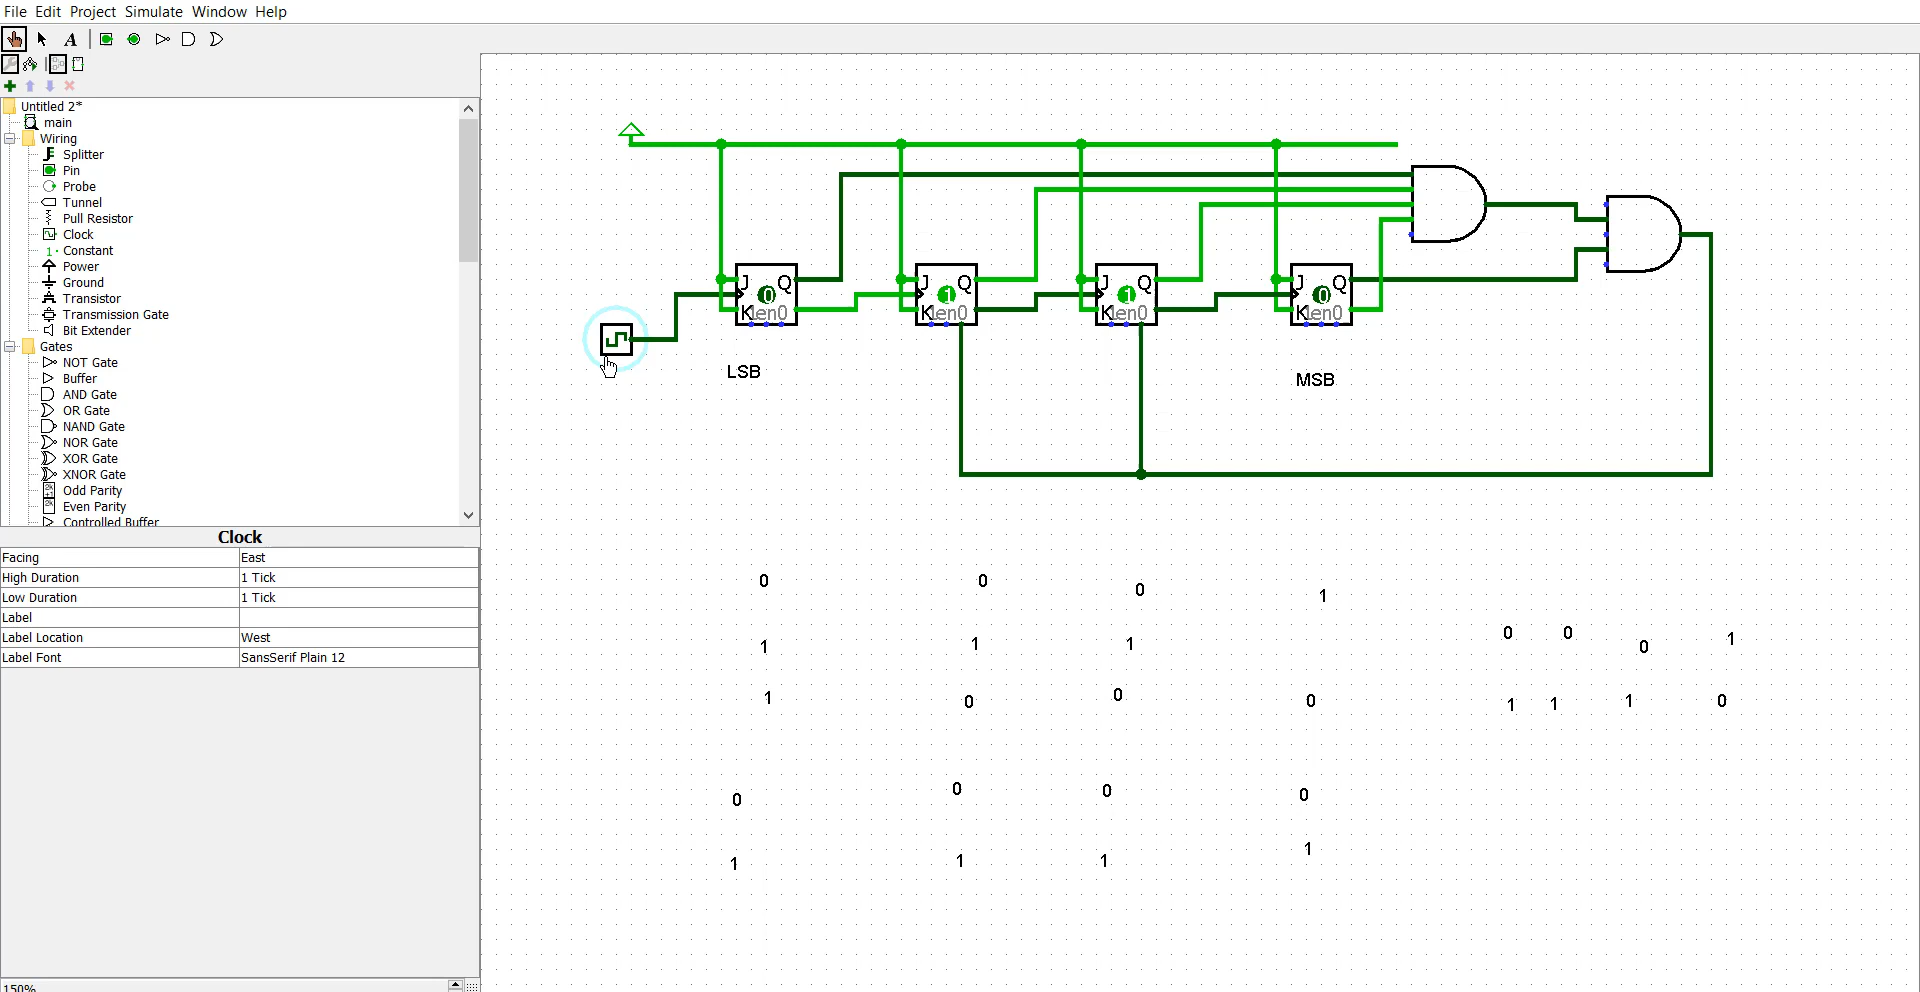 File Edit Project Simulate Window Help
A
Untitled 2*
main
Wiring
Splitter
Pin
Probe
Tunnel
Pull Resistor
Clock
1 Constant
Power
Ground
Transistor
Transmission Gate
Bit Extender
Gates
NOT Gate
Buffer
AND Gate
OR Gate
NAND Gate
NOR Gate
XOR Gate
XNOR Gate
Odd Parity
Even Parity
Controlled Buffer
Clock
Facing East
High Duration 1 Tick
Low Duration 1 Tick
Label
Label Location West
Label Font SansSerif Plain 12
150%
J Q J Q J Q J Q
0 1 1 0
K en0 K en0 K en0 K en0
LSB MSB
0 0 0 1
1 1 1
1 0 0 0
0 0 0 1
1 1 1 0
0 0 0 0
1 1 1 1